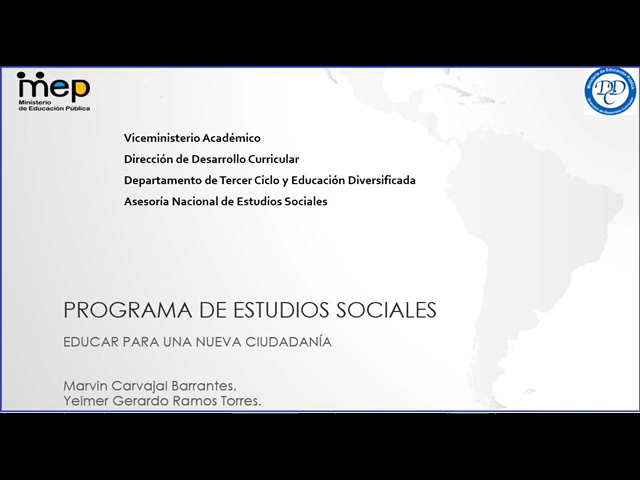 mep
Ministerio
de Educación Pública
DDC
Viceministerio Académico
Dirección de Desarrollo Curricular
Departamento de Tercer Ciclo y Educación Diversificada
Asesoría Nacional de Estudios Sociales
PROGRAMA DE ESTUDIOS SOCIALES
EDUCAR PARA UNA NUEVA CIUDADANÍA
Marvin Carvajal Barrantes.
Yeimer Gerardo Ramos Torres.